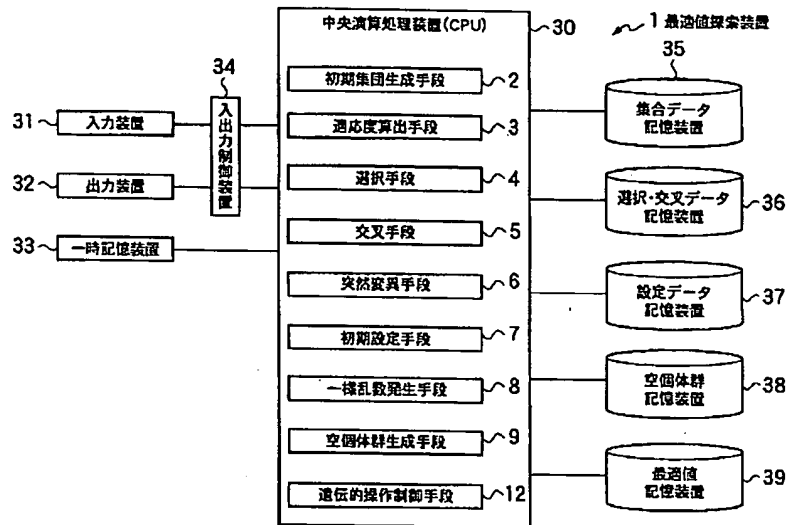 中央演算処理装置(CPU)
30
1 最適値探索装置
初期集団生成手段
2
適応度算出手段
3
選択手段
4
交叉手段
5
突然変異手段
6
初期設定手段
7
一様乱数発生手段
8
空個体群生成手段
9
遺伝的操作制御手段
12
31
入力装置
32
出力装置
33
一時記憶装置
34
入出力制御装置
35
集合データ
記憶装置
選択・交叉データ
記憶装置
36
設定データ
記憶装置
37
空個体群
記憶装置
38
最適値
記憶装置
39